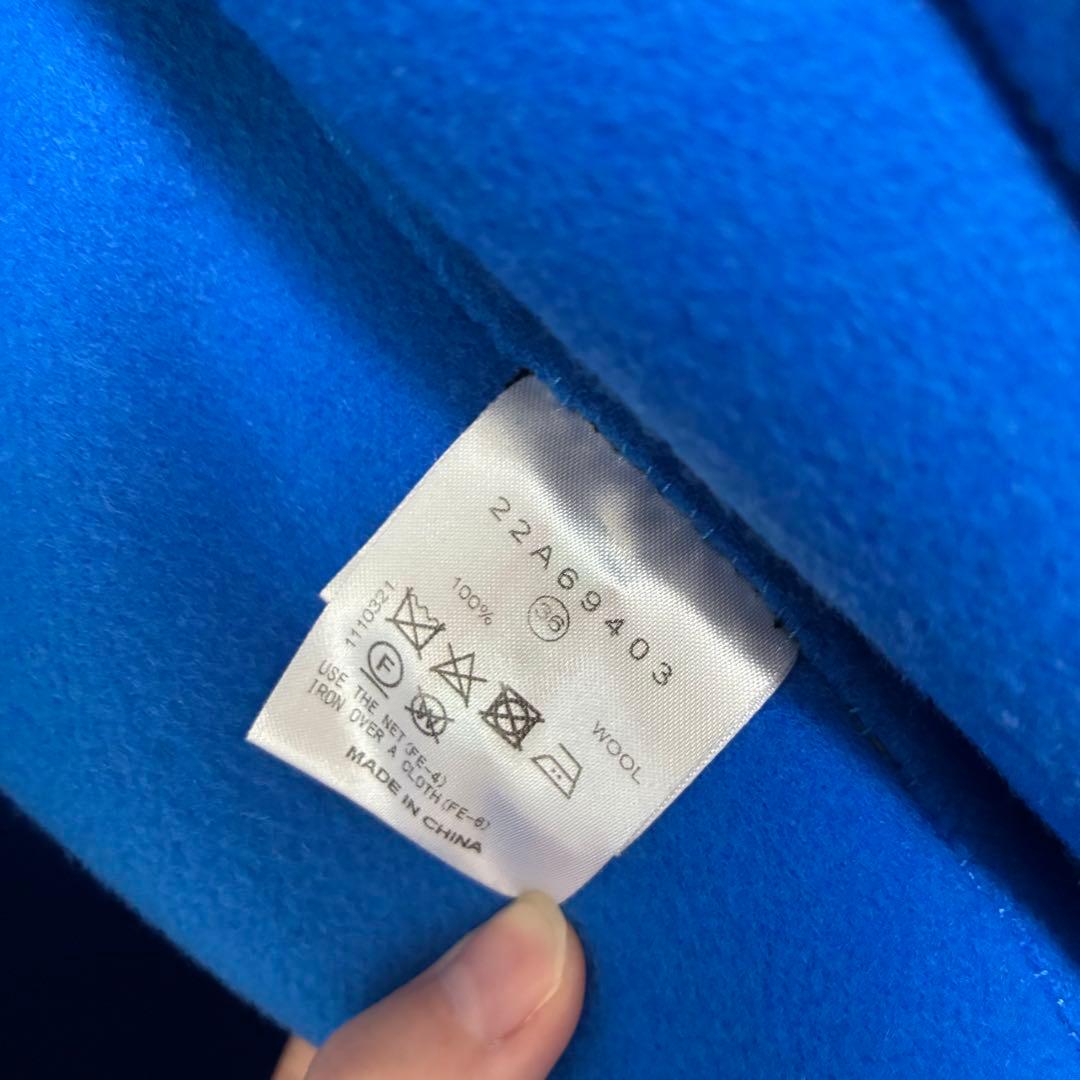 22A69403
36
100% WOOL
1110321
F
W
USE THE NET(FE-4)
IRON OVER A CLOTH(FE-6)
MADE IN CHINA